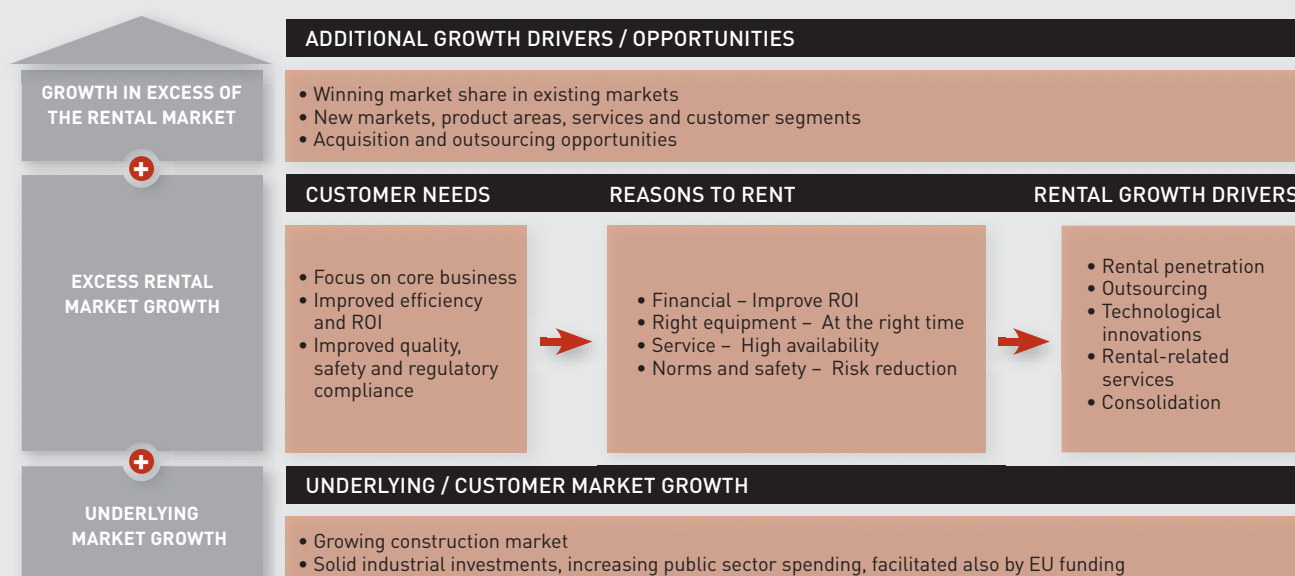 ADDITIONAL GROWTH DRIVERS / OPPORTUNITIES
GROWTH IN EXCESS OF
THE RENTAL MARKET
• Winning market share in existing markets
• New markets, product areas, services and customer segments
• Acquisition and outsourcing opportunities
CUSTOMER NEEDS
REASONS TO RENT
RENTAL GROWTH DRIVERS
EXCESS RENTAL
MARKET GROWTH
• Focus on core business
• Improved efficiency
and ROI
• Improved quality,
safety and regulatory
compliance
• Financial – Improve ROI
• Right equipment – At the right time
• Service – High availability
• Norms and safety – Risk reduction
• Rental penetration
• Outsourcing
• Technological
innovations
• Rental-related
services
• Consolidation
UNDERLYING / CUSTOMER MARKET GROWTH
UNDERLYING
MARKET GROWTH
• Growing construction market
• Solid industrial investments, increasing public sector spending, facilitated also by EU funding